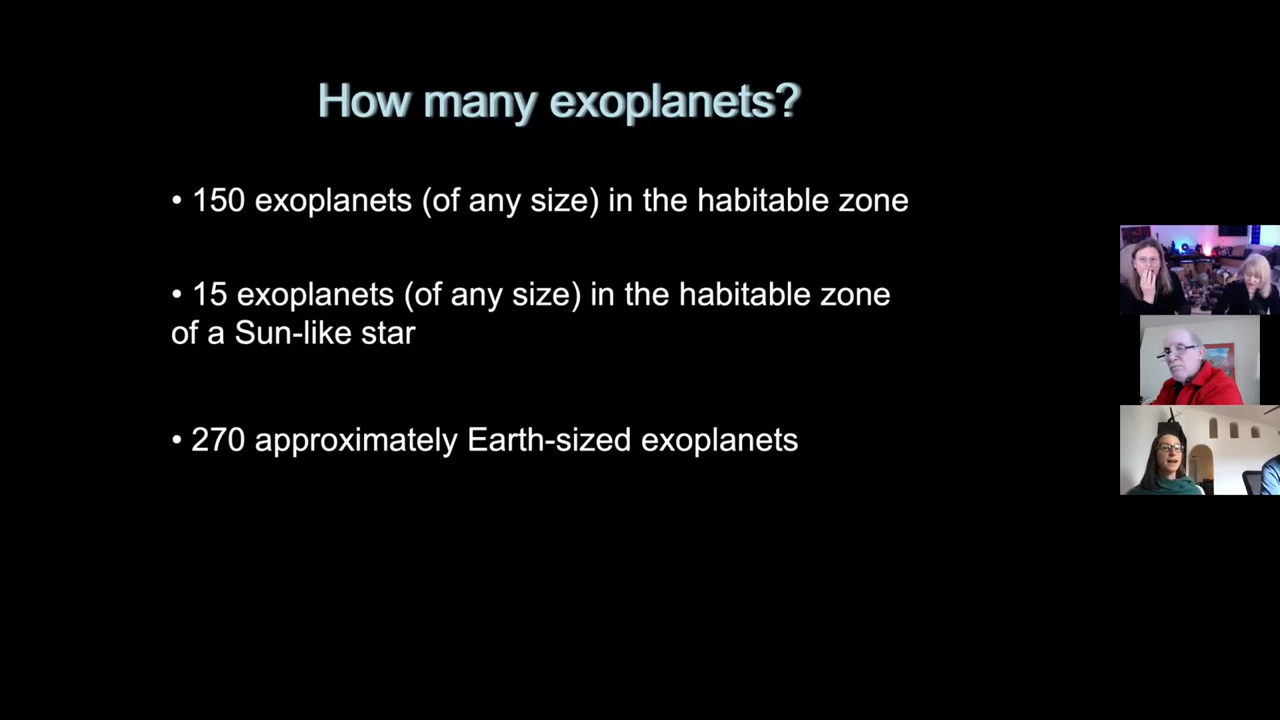 How many exoplanets?
• 150 exoplanets (of any size) in the habitable zone
• 15 exoplanets (of any size) in the habitable zone
of a Sun-like star
• 270 approximately Earth-sized exoplanets